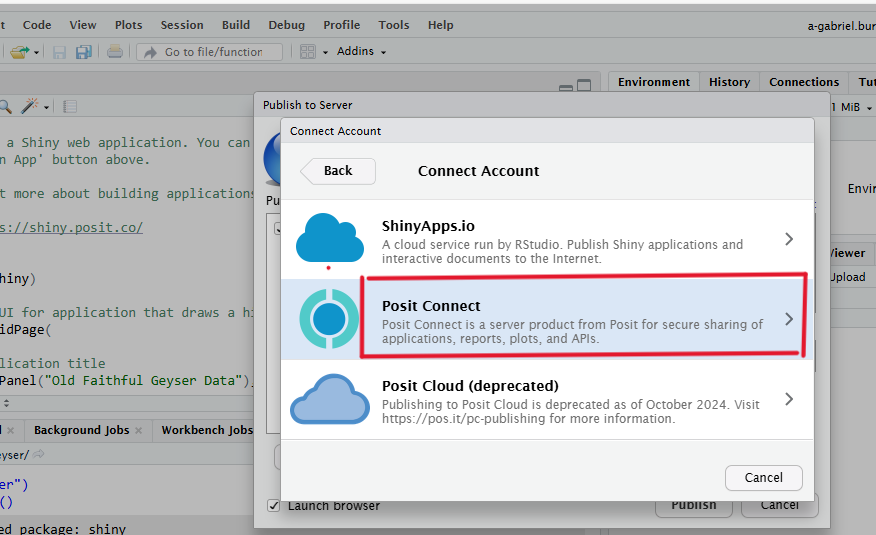 Code View Plots Session Build Debug Profile Tools Help
a-gabriel.bur
Go to file/function
Addins
Environment History Connections Tut
Publish to Server
1 MiB
Connect Account
a Shiny web application. You can
n App' button above.
Back
Connect Account
t more about building applications
Envir
Pu
ShinyApps.io
A cloud service run by RStudio. Publish Shiny applications and
interactive documents to the Internet.
s://shiny.posit.co/
Viewer
Upload
hiny)
Posit Connect
Posit Connect is a server product from Posit for secure sharing of
applications, reports, plots, and APIs.
UI for application that draws a hi
idPage(
lication title
Panel("Old Faithful Geyser Data"),
Posit Cloud (deprecated)
Publishing to Posit Cloud is deprecated as of October 2024. Visit
https://pos.it/pc-publishing for more information.
Background Jobs
Workbench Jobs
eyser/
Cancel
er")
()
Launch browser
Publish
Cancel
ed package: shiny